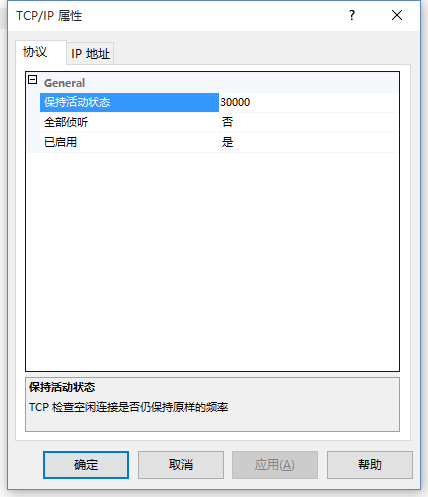 TCP/IP 属性
协议
IP 地址
General
保持活动状态 30000
全部侦听 否
已启用 是
保持活动状态
TCP 检查空闲连接是否仍保持原样的频率
确定 取消 应用(A) 帮助